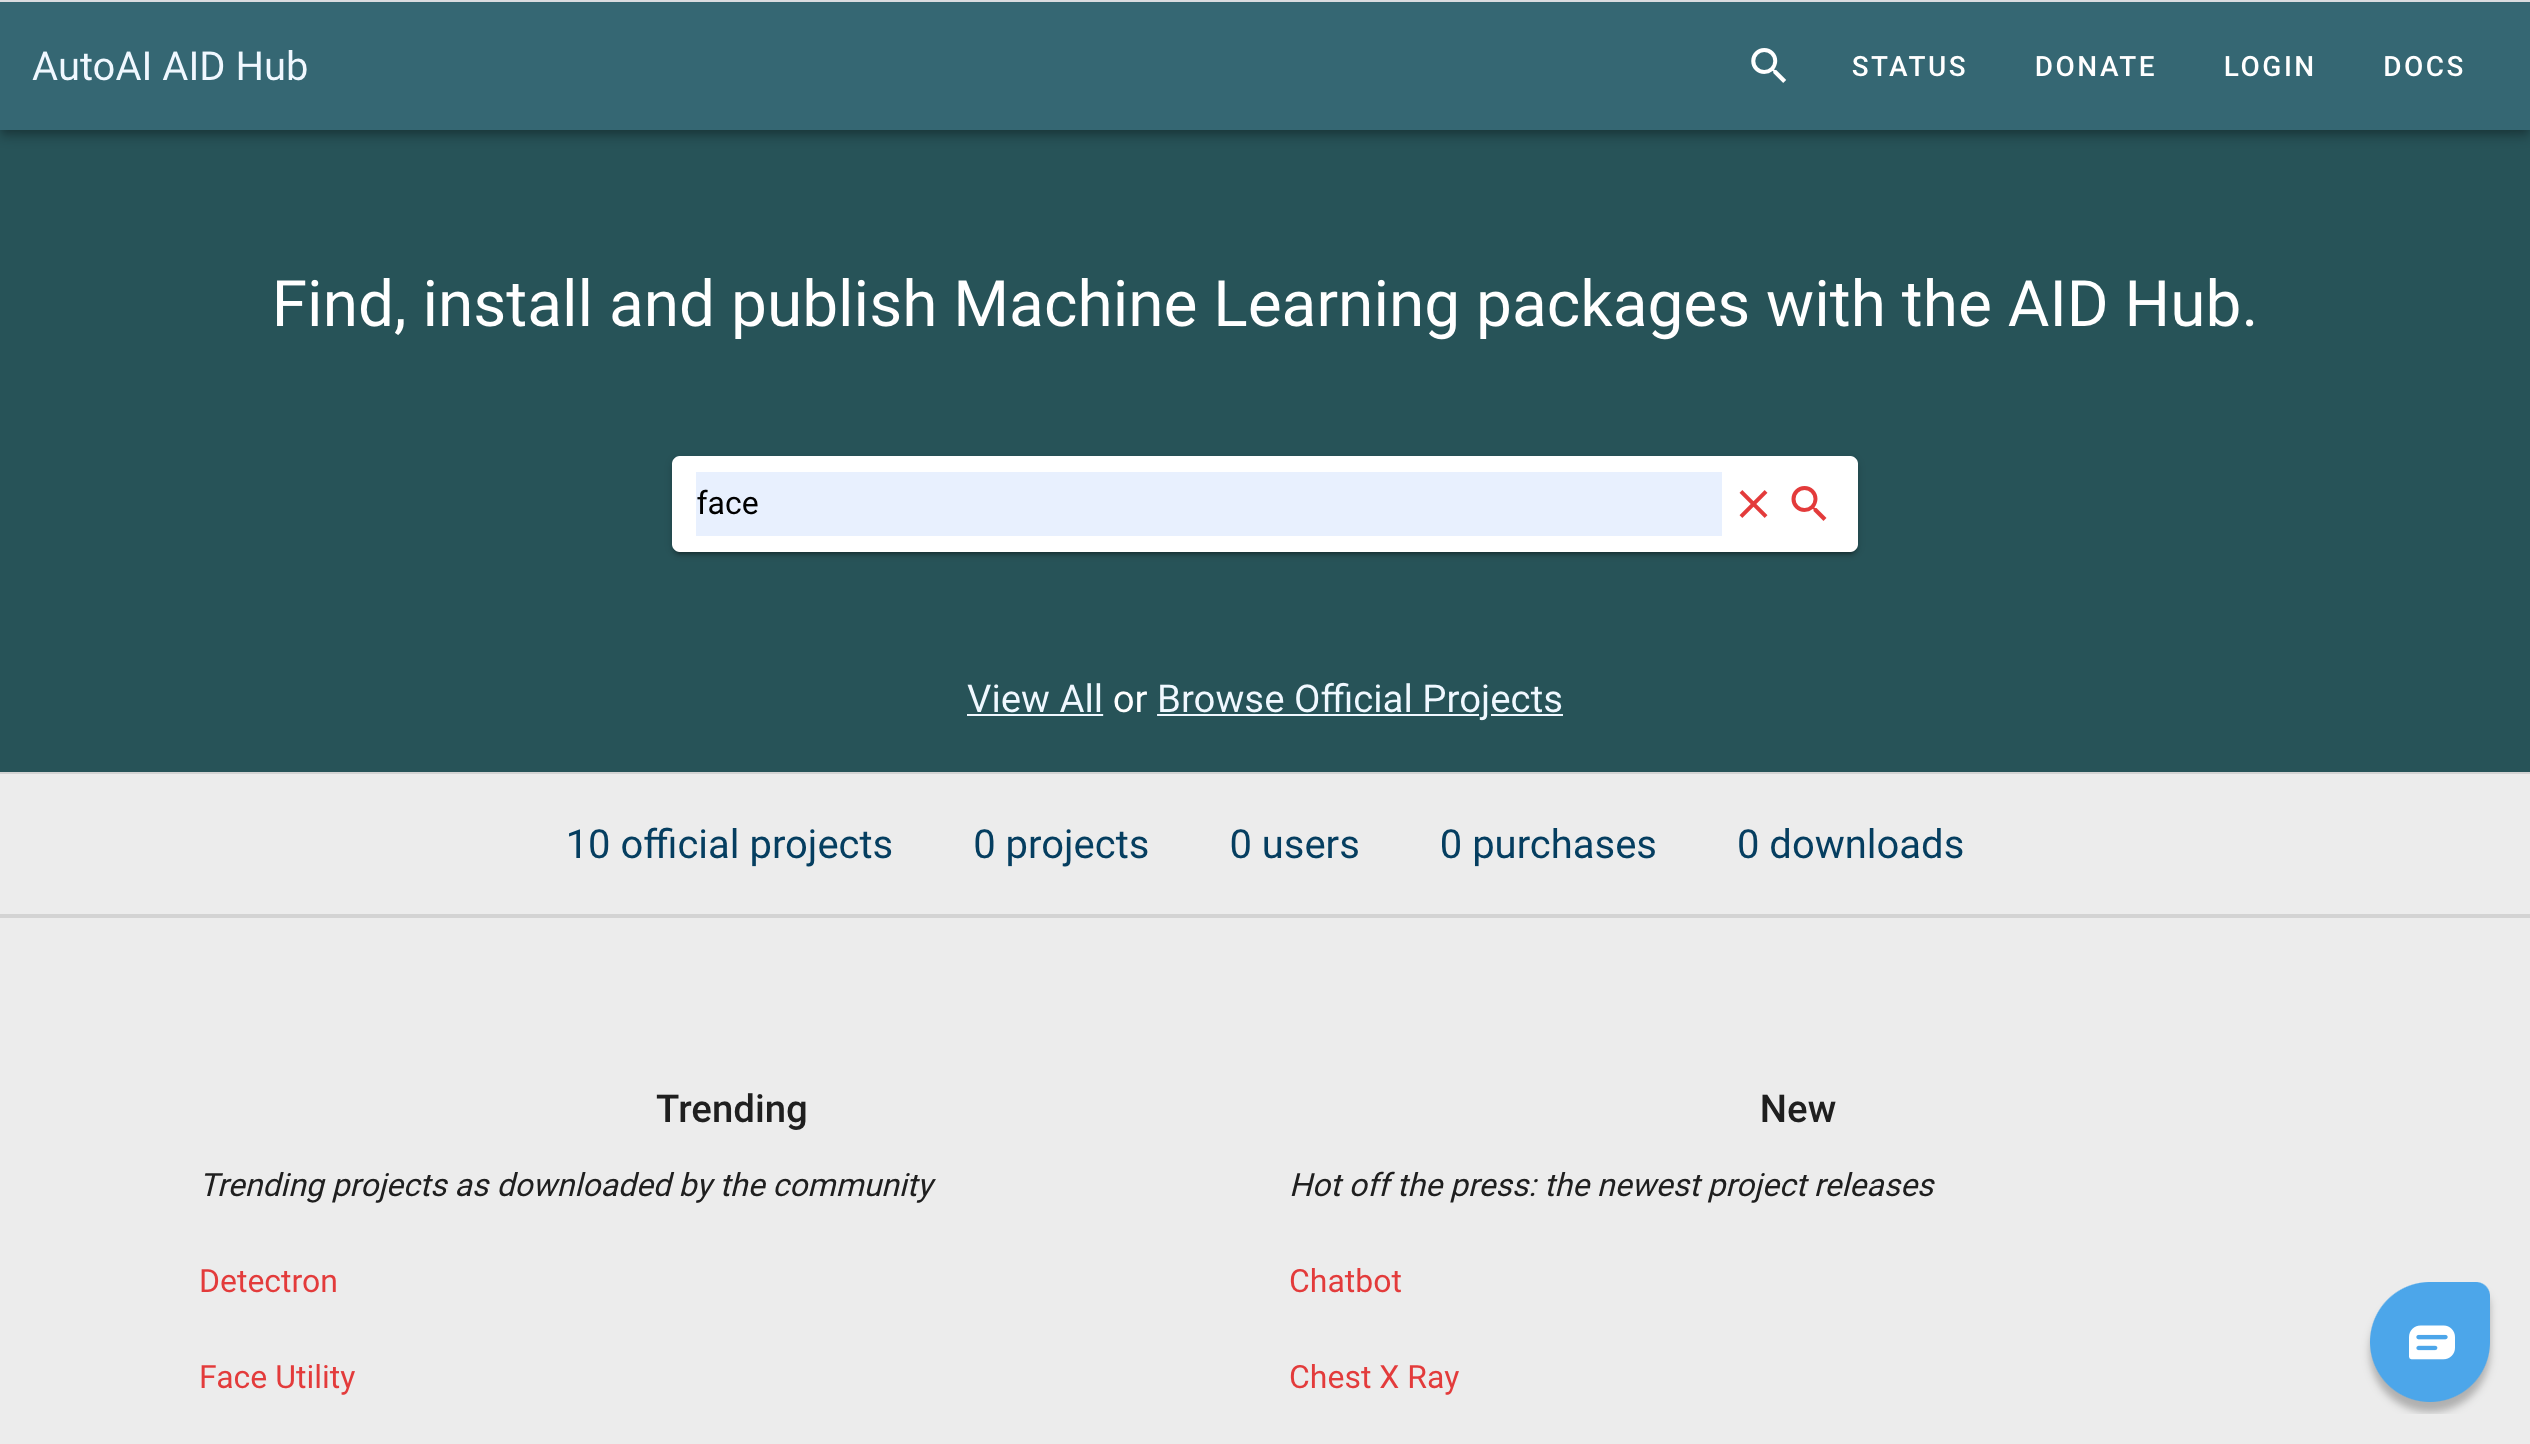 AutoAI AID Hub
STATUS DONATE LOGIN DOCS
Find, install and publish Machine Learning packages with the AID Hub.
face
View All or Browse Official Projects
10 official projects 0 projects 0 users 0 purchases 0 downloads
Trending
Trending projects as downloaded by the community
Detectron
Face Utility
New
Hot off the press: the newest project releases
Chatbot
Chest X Ray